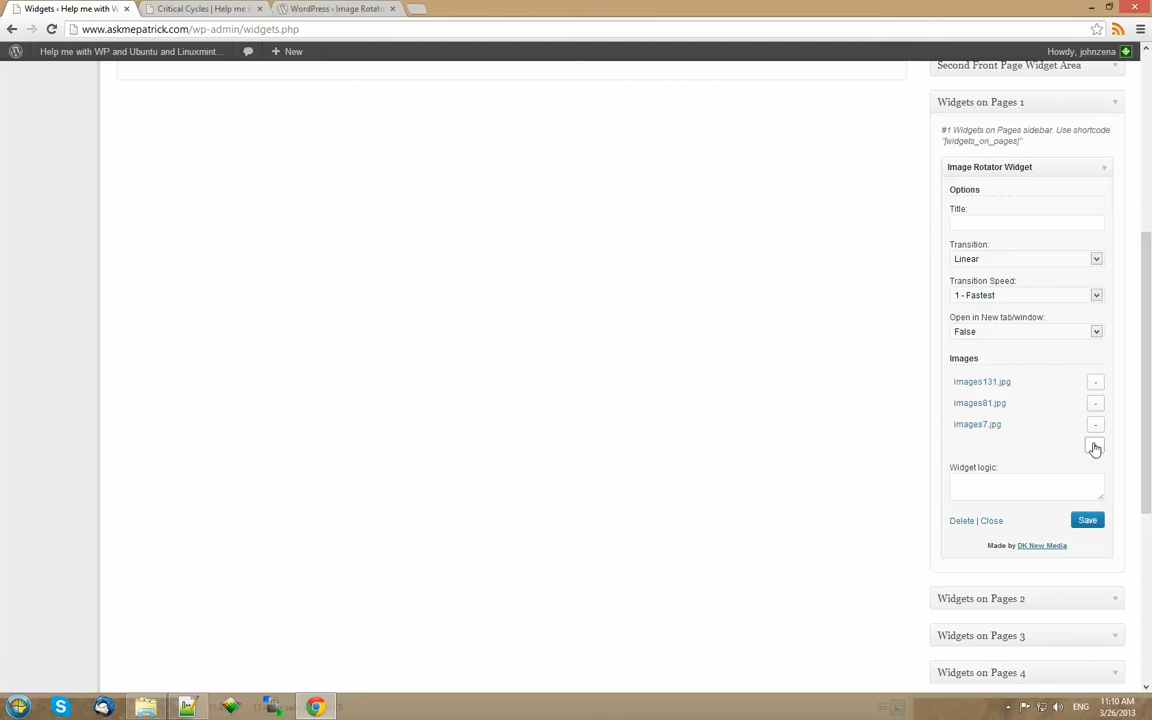 Widgets ‹ Help me with W
Critical Cycles | Help me w
WordPress › Image Rotat
www.askmepatrick.com/wp-admin/widgets.php
Help me with WP and Ubuntu and Linuxmint...
+ New
Howdy, johnzena
Second Front Page Widget Area
Widgets on Pages 1
#1 Widgets on Pages sidebar. Use shortcode
"[widgets_on_pages]"
Image Rotator Widget
Options
Title:
Transition:
Linear
Transition Speed:
1 - Fastest
Open in New tab/window:
False
Images
images131.jpg
-
images81.jpg
-
images7.jpg
-
Widget logic:
Delete | Close
Save
Made by DK New Media
Widgets on Pages 2
Widgets on Pages 3
Widgets on Pages 4
ENG
11:10 AM
3/26/2013